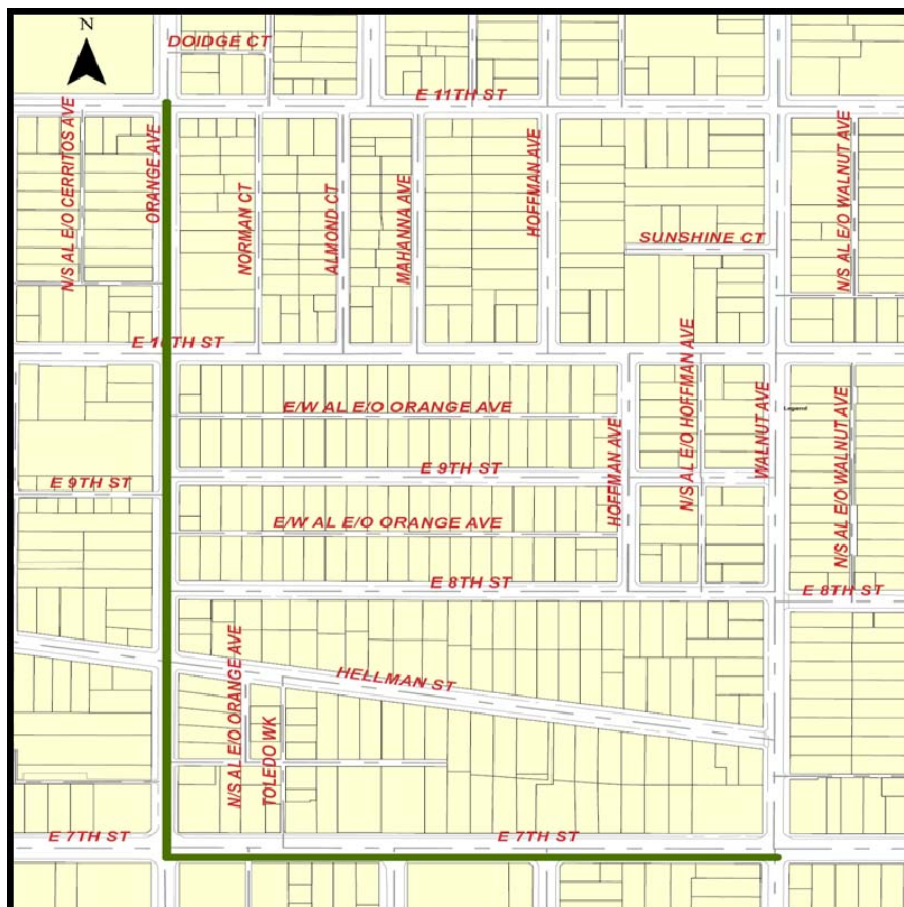 N
DOIDGE CT
E 11TH ST
N/S AL E/O CERRITOS AVE
ORANGE AVE
NORMAN CT
ALMOND CT
MAHANNA AVE
HOFFMAN AVE
N/S AL E/O WALNUT AVE
SUNSHINE CT
E 10TH ST
E/W AL E/O ORANGE AVE
HOFFMAN AVE
N/S AL E/O HOFFMAN AVE
WALNUT AVE
Legend
N/S AL E/O WALNUT AVE
E 9TH ST
E 9TH ST
E/W AL E/O ORANGE AVE
E 8TH ST
E 8TH ST
N/S AL E/O ORANGE AVE
HELLMAN ST
TOLEDO WK
E 7TH ST
E 7TH ST